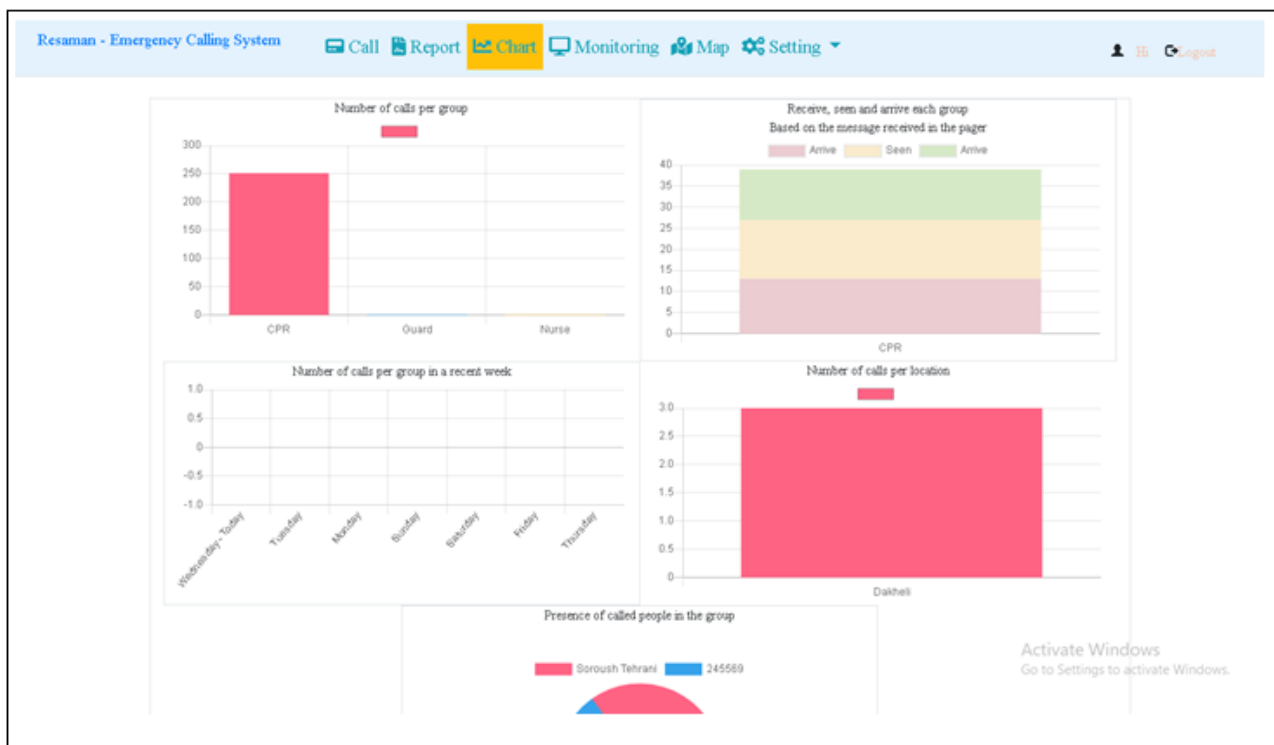 Resaman - Emergency Calling System
Call Report Chart Monitoring Map Setting
Hi Logout
Number of calls per group
300
250
200
150
100
50
0
CPR Guard Nurse
Receive, seen and arrive each group
Based on the message received in the pager
Arrive Seen Arrive
40
35
30
25
20
15
10
5
0
CPR
Number of calls per group in a recent week
1.0
0.5
0
-0.5
-1.0
Wednesday - Today Tuesday Monday Sunday Saturday Friday Thursday
Number of calls per location
3.0
2.5
2.0
1.5
1.0
0.5
0
Dakheli
Presence of called people in the group
Soroush Tehrani 245569
Activate Windows
Go to Settings to activate Windows.